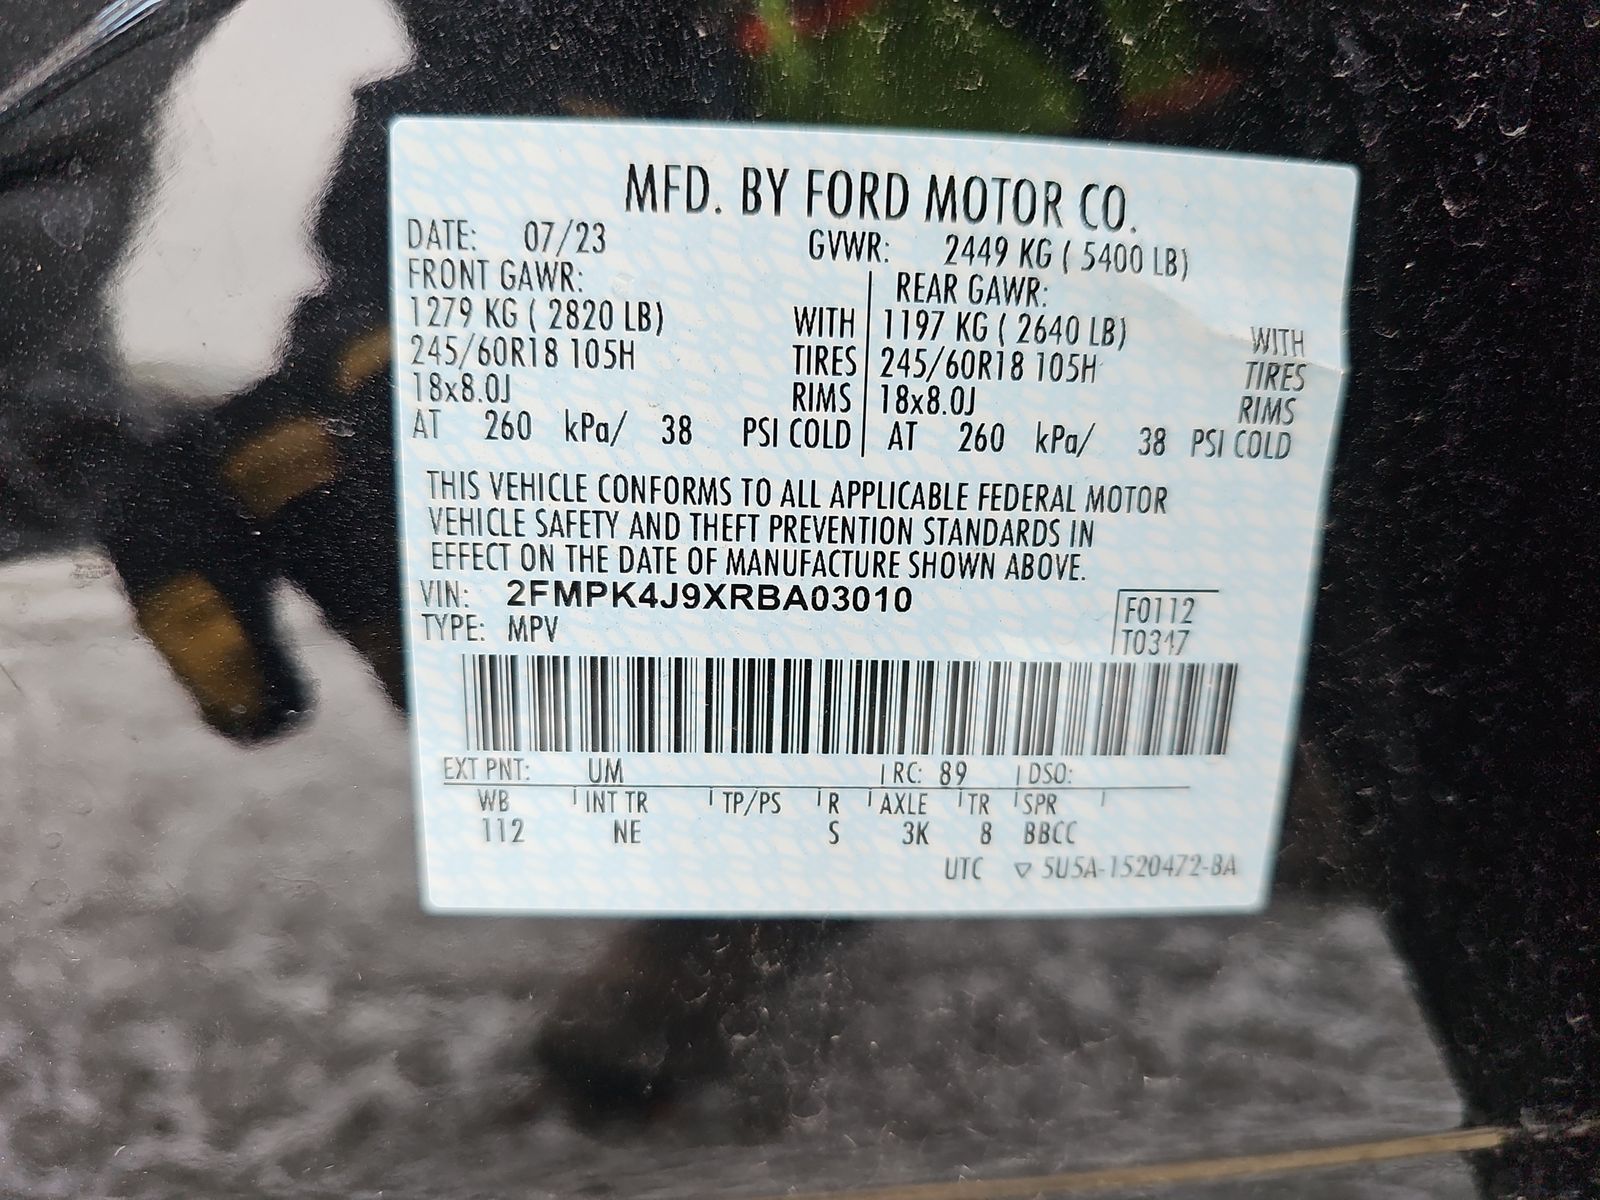 MFD. BY FORD MOTOR CO.
DATE: 07/23 GVWR: 2449 KG ( 5400 LB)
FRONT GAWR: REAR GAWR:
1279 KG ( 2820 LB) WITH 1197 KG ( 2640 LB) WITH
245/60R18 105H TIRES 245/60R18 105H TIRES
18x8.0J RIMS 18x8.0J RIMS
AT 260 kPa/ 38 PSI COLD AT 260 kPa/ 38 PSI COLD
THIS VEHICLE CONFORMS TO ALL APPLICABLE FEDERAL MOTOR
VEHICLE SAFETY AND THEFT PREVENTION STANDARDS IN
EFFECT ON THE DATE OF MANUFACTURE SHOWN ABOVE.
VIN: 2FMPK4J9XRBA03010 F0112
TYPE: MPV T0347
EXT PNT: UM RC: 89 DSO:
WB INT TR TP/PS R AXLE TR SPR
112 NE S 3K 8 BBCC
UTC ▽ 5U5A-1520472-BA